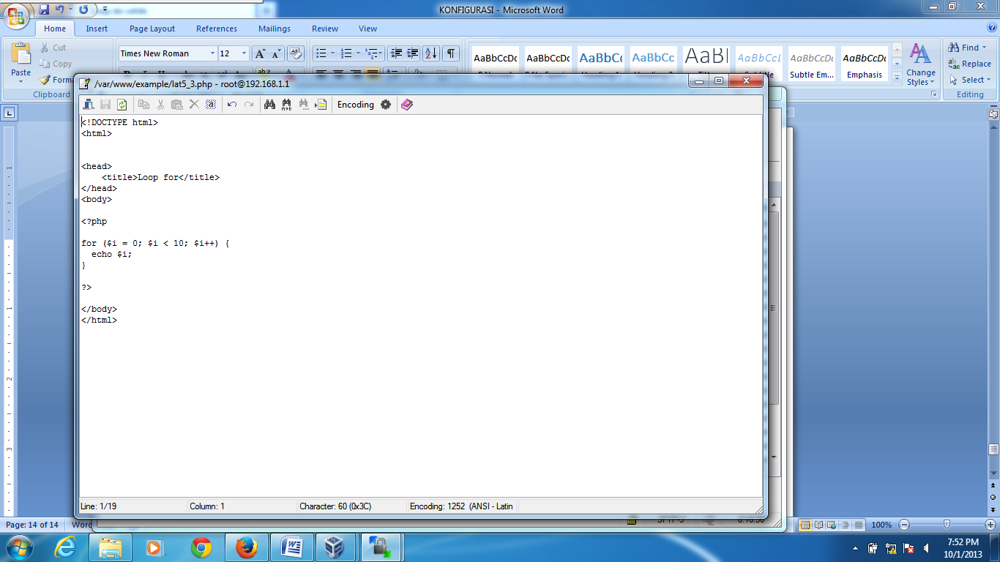 KONFIGURASI - Microsoft Word
Home Insert Page Layout References Mailings Review View
Paste
Cut
Copy
Clipboard
Times New Roman 12
AaBbCcDc AaBbCcDc AaBbCc AaBbCc AaBl AaBbCcL AaBbCcDc AaBbCcDc
Subtle Em... Emphasis
Change
Styles
Find
Replace
Select
Editing
/var/www/example/lat5_3.php - root@192.168.1.1
Encoding
<!DOCTYPE html>
<html>
<head>
<title>Loop for</title>
</head>
<body>
<?php
for ($i = 0; $i < 10; $i++) {
echo $i;
}
?>
</body>
</html>
Line: 1/19 Column: 1 Character: 60 (0x3C) Encoding: 1252 (ANSI - Latin
Page: 14 of 14 100%
7:52 PM
10/1/2013